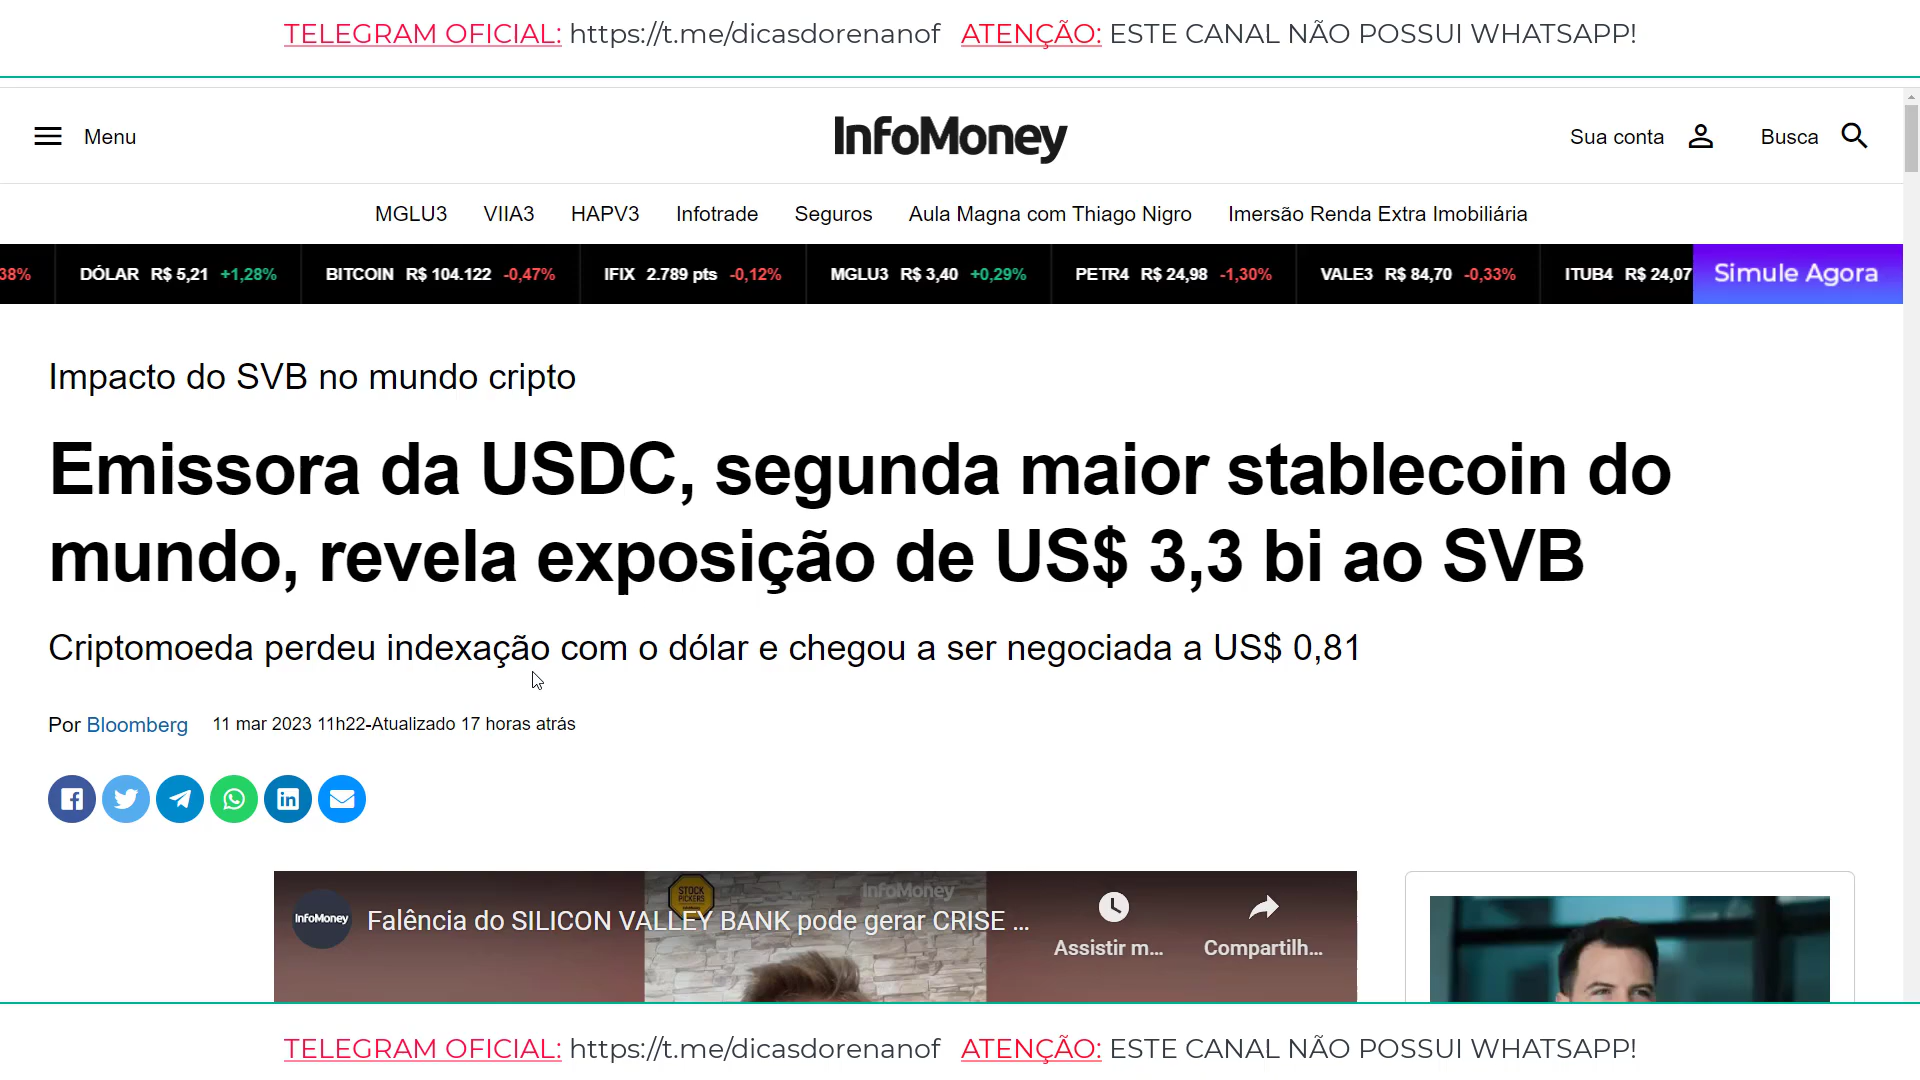 TELEGRAM OFICIAL: https://t.me/dicasdorenanof ATENÇÃO: ESTE CANAL NÃO POSSUI WHATSAPP!
Menu
InfoMoney
Sua conta
Busca
MGLU3 VIIA3 HAPV3 Infotrade Seguros Aula Magna com Thiago Nigro Imersão Renda Extra Imobiliária
38% DÓLAR R$ 5,21 +1,28% BITCOIN R$ 104.122 -0,47% IFIX 2.789 pts -0,12% MGLU3 R$ 3,40 +0,29% PETR4 R$ 24,98 -1,30% VALE3 R$ 84,70 -0,33% ITUB4 R$ 24,07 Simule Agora
Impacto do SVB no mundo cripto
Emissora da USDC, segunda maior stablecoin do
mundo, revela exposição de US$ 3,3 bi ao SVB
Criptomoeda perdeu indexação com o dólar e chegou a ser negociada a US$ 0,81
Por Bloomberg 11 mar 2023 11h22-Atualizado 17 horas atrás
STOCK
PICKERS
InfoMoney
InfoMoney
Falência do SILICON VALLEY BANK pode gerar CRISE ...
Assistir m...
Compartilh...
TELEGRAM OFICIAL: https://t.me/dicasdorenanof ATENÇÃO: ESTE CANAL NÃO POSSUI WHATSAPP!